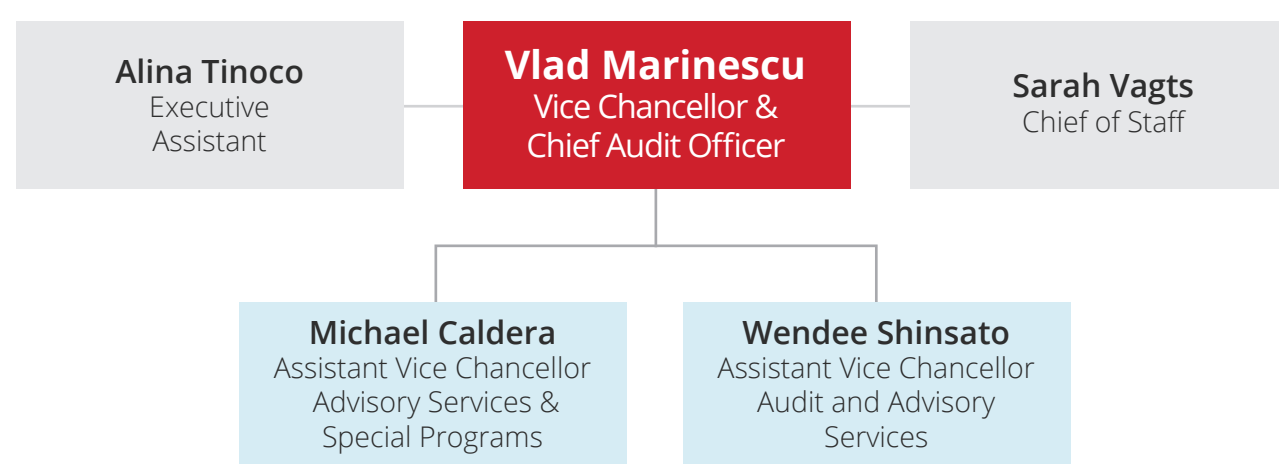 Alina Tinoco
Executive
Assistant
Vlad Marinescu
Vice Chancellor &
Chief Audit Officer
Sarah Vagts
Chief of Staff
Michael Caldera
Assistant Vice Chancellor
Advisory Services &
Special Programs
Wendee Shinsato
Assistant Vice Chancellor
Audit and Advisory
Services